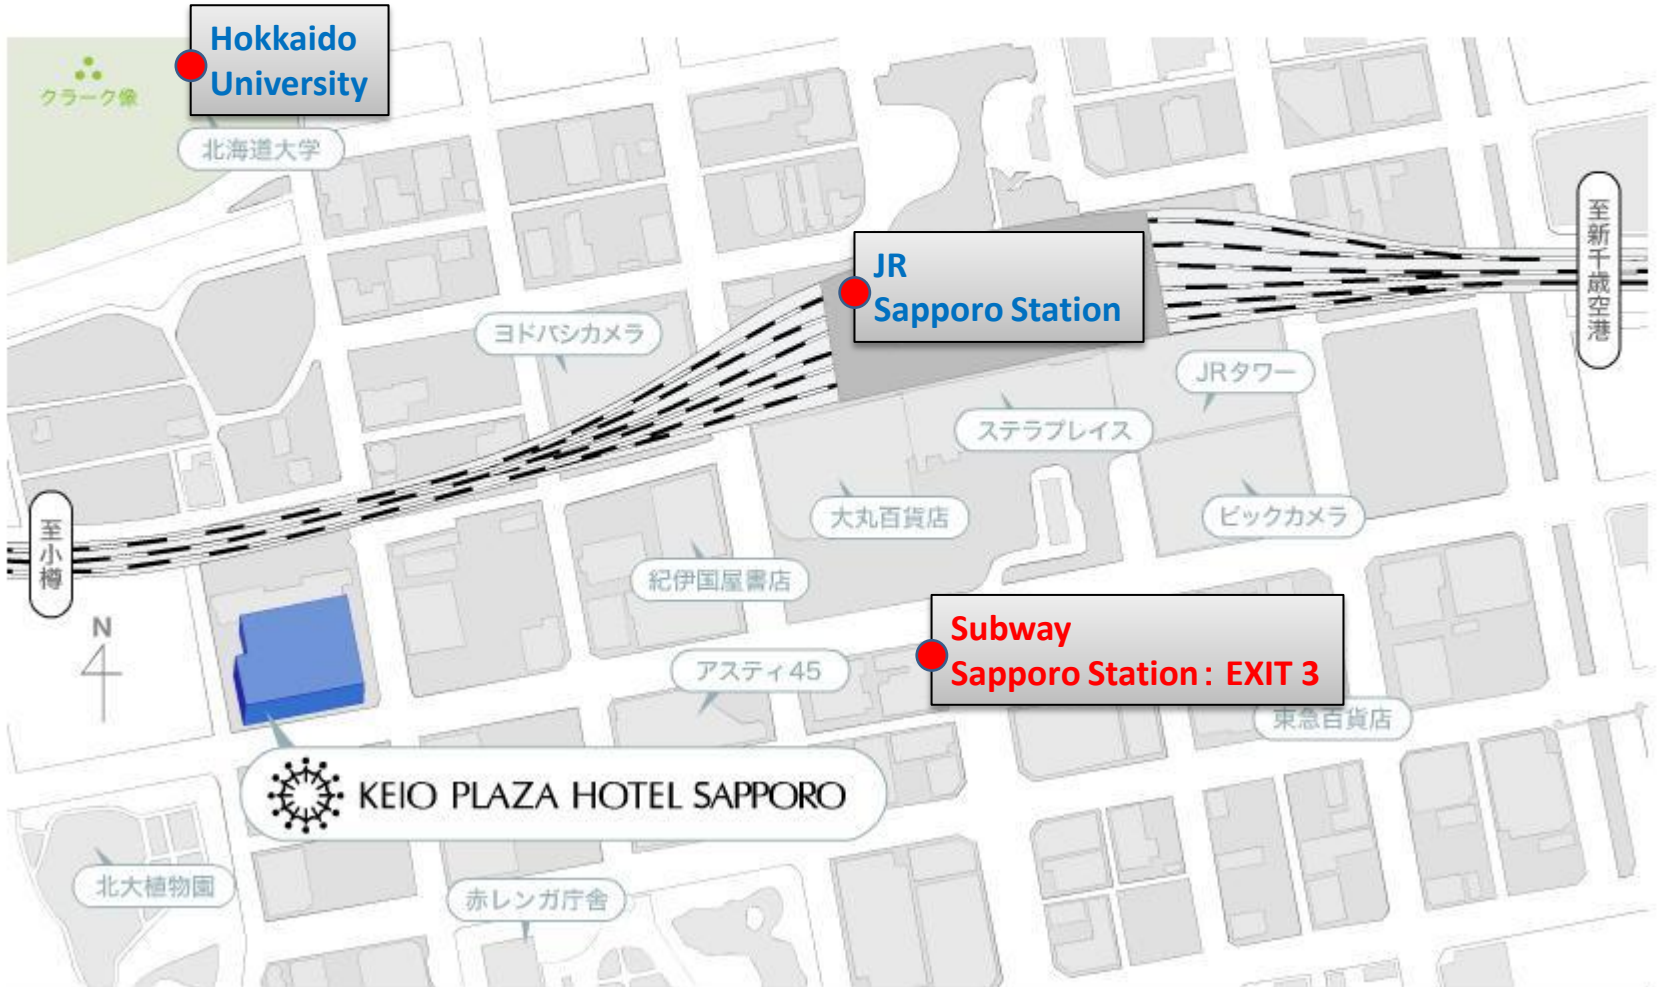 Hokkaido
University
クラーク像
北海道大学
至新千歳空港
JR
Sapporo Station
ヨドバシカメラ
JRタワー
ステラプレイス
大丸百貨店
ビックカメラ
至小樽
紀伊国屋書店
N
Subway
Sapporo Station : EXIT 3
アスティ45
東急百貨店
KEIO PLAZA HOTEL SAPPORO
北大植物園
赤レンガ庁舎